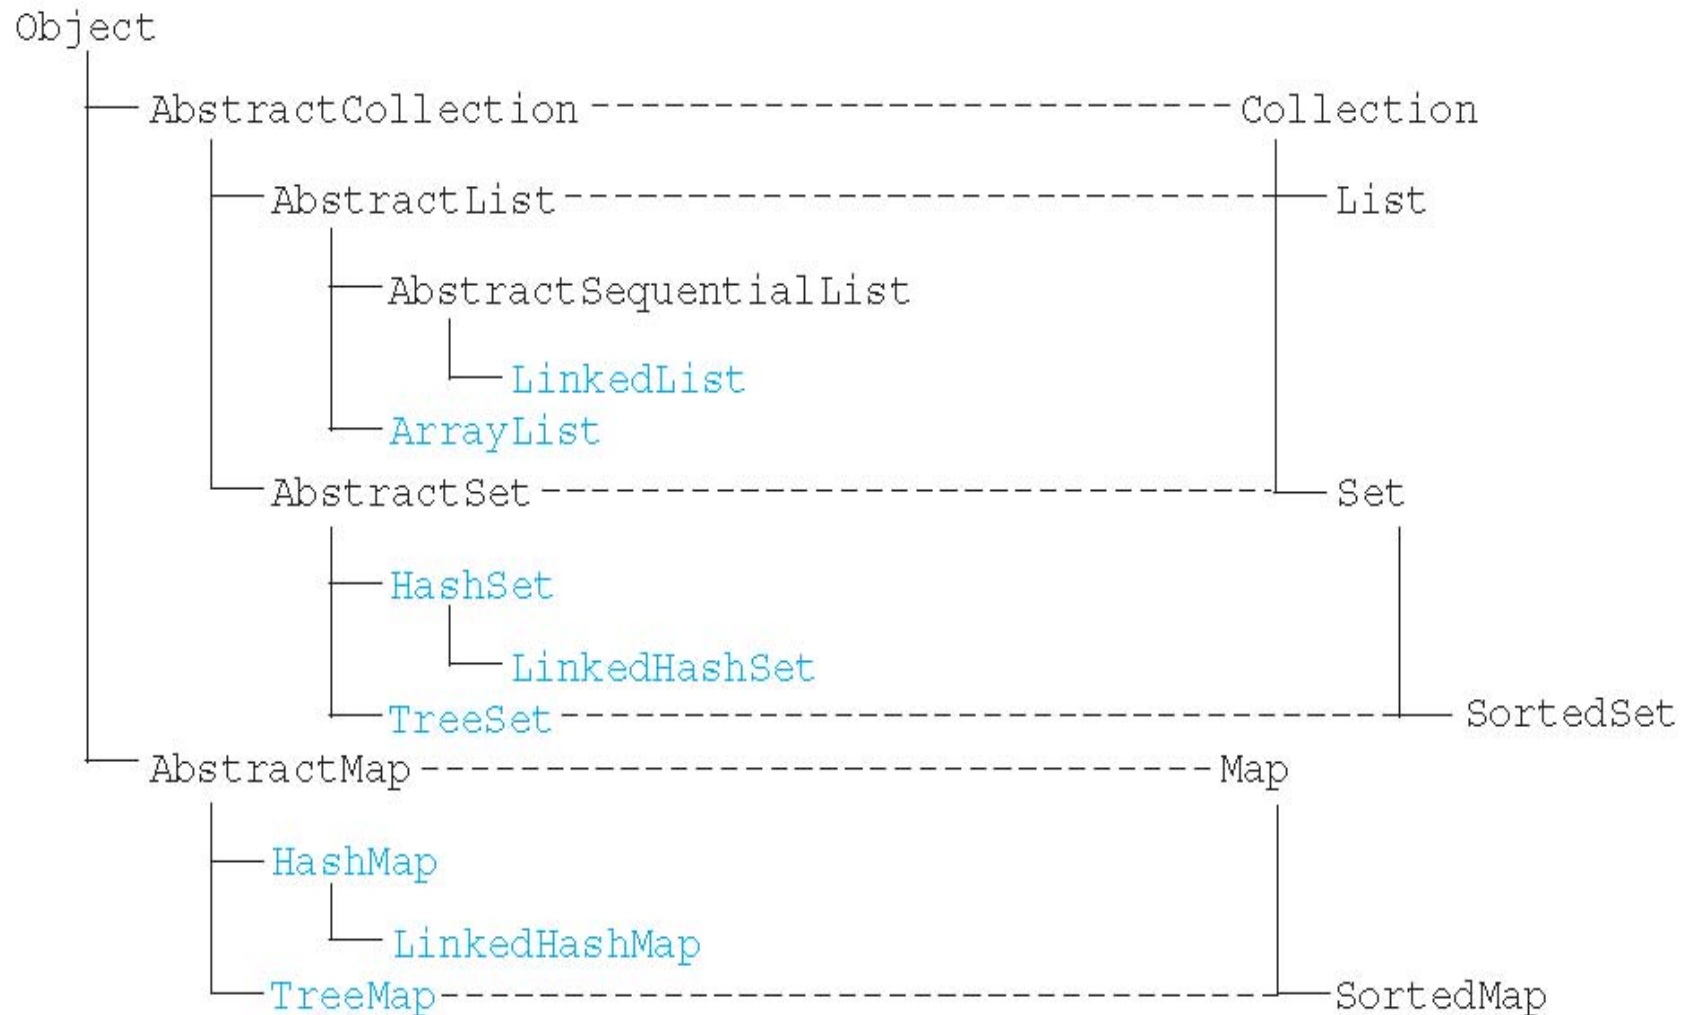 Object
AbstractCollection Collection
AbstractList List
AbstractSequentialList
LinkedList
ArrayList
AbstractSet Set
HashSet
LinkedHashSet
TreeSet SortedSet
AbstractMap Map
HashMap
LinkedHashMap
TreeMap SortedMap